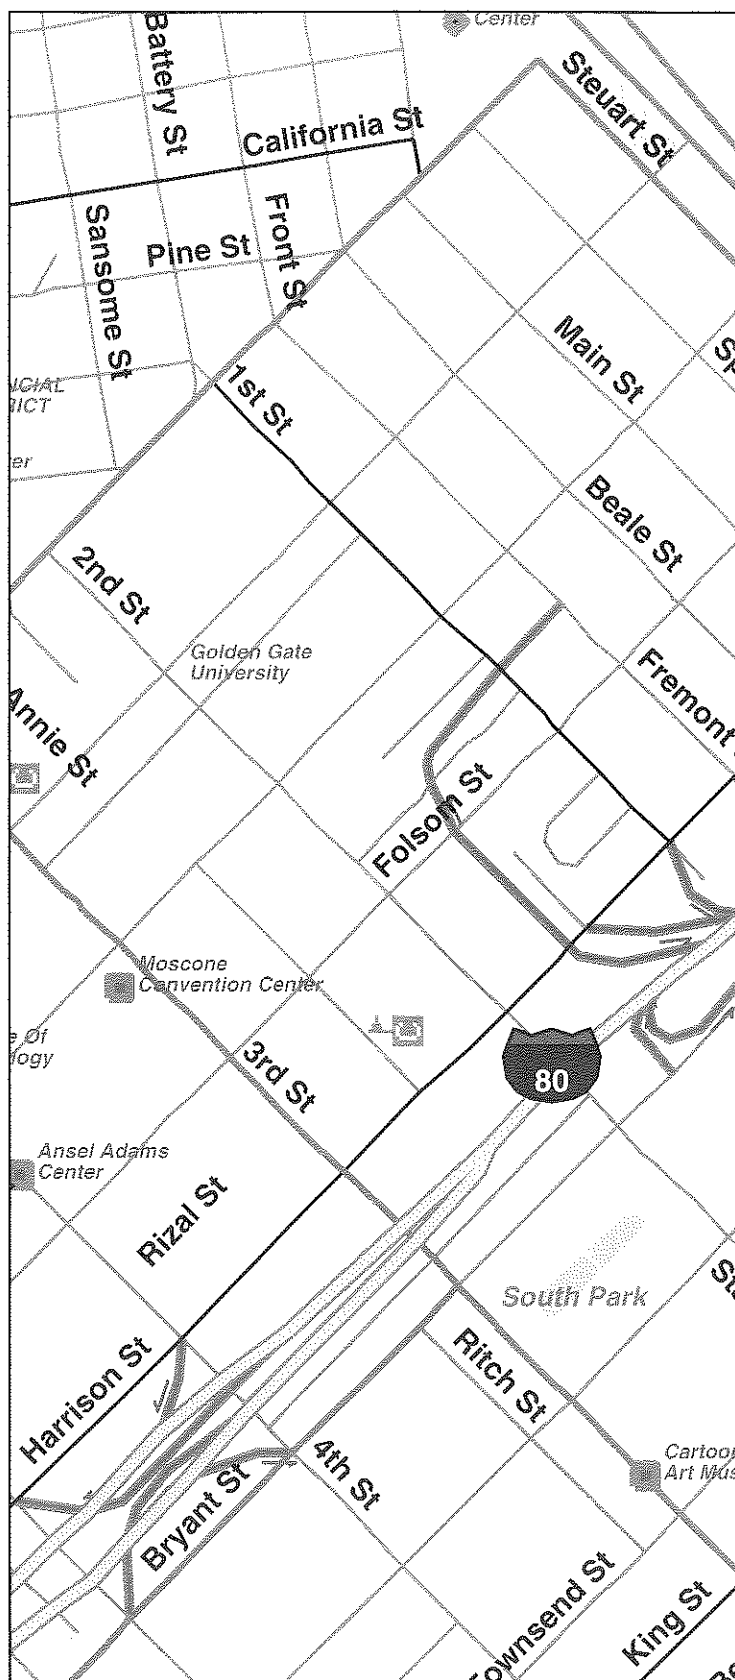 Center
Battery St
Steuart St
California St
Sansome St
Front St
Pine St
Main St
1st St
Beale St
2nd St
Golden Gate
University
Fremont
Annie St
Folsom St
Moscone
Convention Center
Of
80
3rd St
Ansel Adams
Center
Rizal St
South Park
Harrison St
Ritch St
4th St
Bryant St
Townsend St
King St